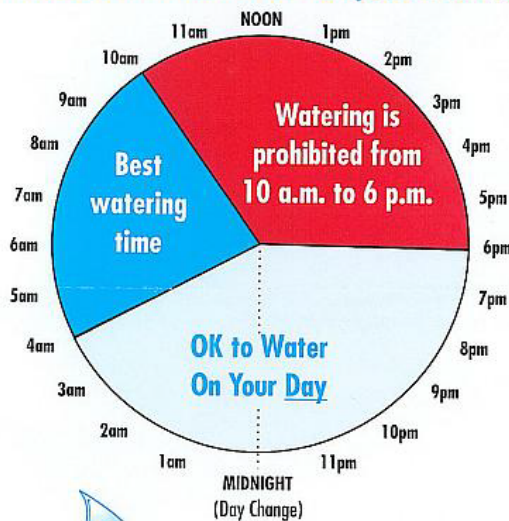 NOON
11am
1pm
10am
2pm
9am
3pm
8am
4pm
7am
5pm
6am
6pm
5am
7pm
4am
8pm
3am
9pm
2am
10pm
1am
11pm
MIDNIGHT
(Day Change)
Watering is
prohibited from
10 a.m. to 6 p.m.
Best
watering
time
OK to Water
On Your Day